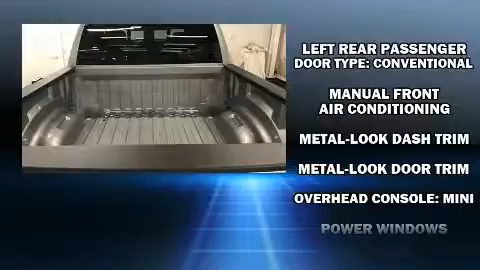 LEFT REAR PASSENGER
DOOR TYPE: CONVENTIONAL
MANUAL FRONT
AIR CONDITIONING
METAL-LOOK DASH TRIM
METAL-LOOK DOOR TRIM
OVERHEAD CONSOLE: MINI
POWER WINDOWS